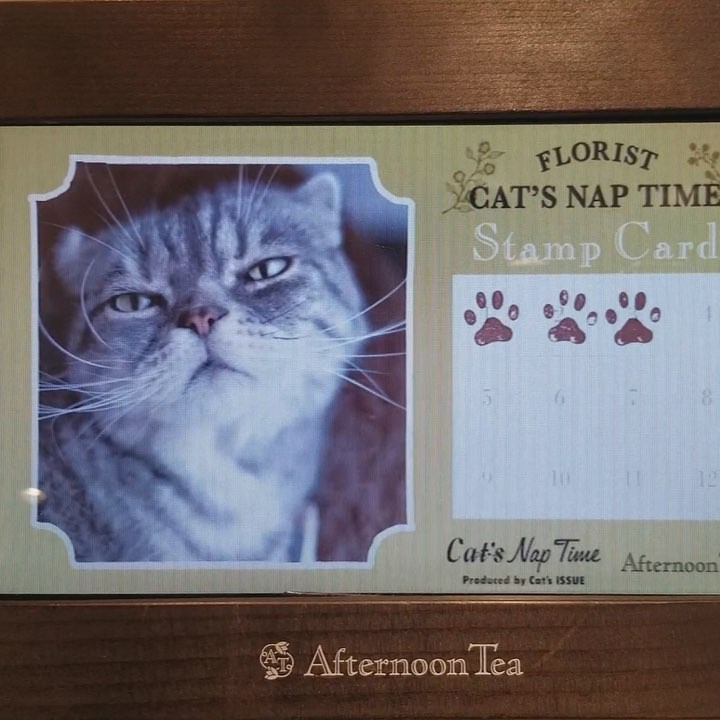 FLORIST
CAT'S NAP TIME
Stamp Card
4
5 6 7 8
9 10 11 12
Cat's Nap Time
Produced by Cat's ISSUE
Afternoon
AT
Afternoon Tea